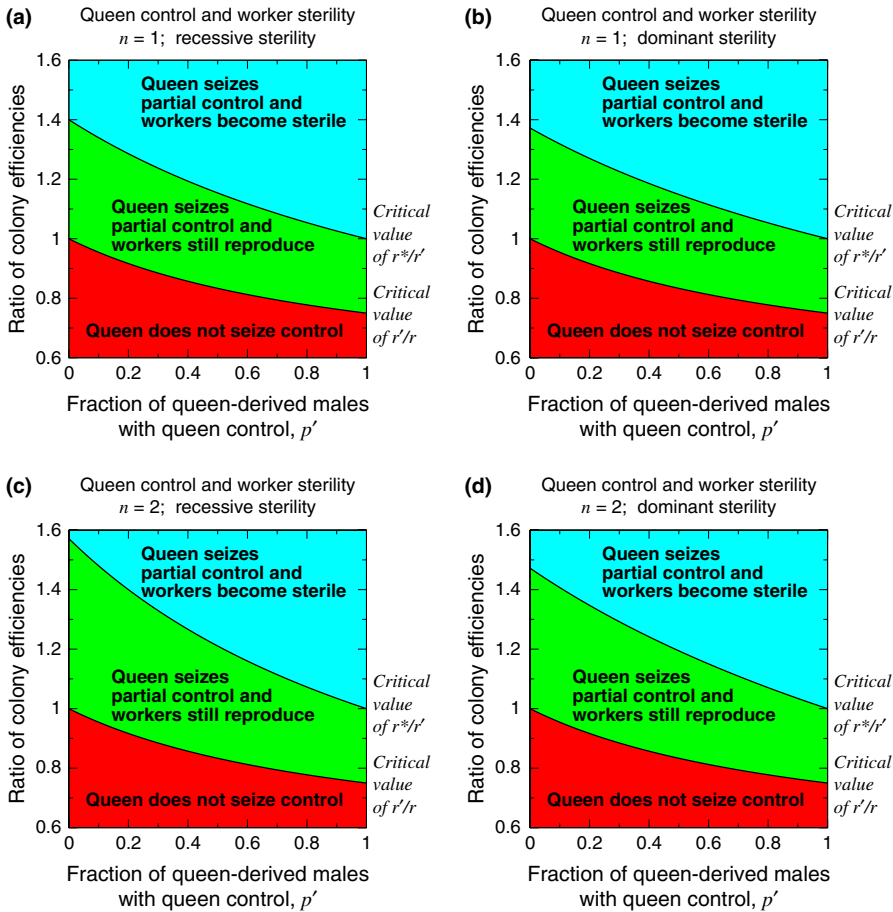 (a)
Queen control and worker sterility
n = 1; recessive sterility
Ratio of colony efficiencies
1.6
1.4
1.2
1
0.8
0.6
Queen seizes
partial control and
workers become sterile
Queen seizes
partial control and
workers still reproduce
Queen does not seize control
Critical
value
of r*/r′
Critical
value
of r′/r
0 0.2 0.4 0.6 0.8 1
Fraction of queen-derived males
with queen control, p′
(b)
Queen control and worker sterility
n = 1; dominant sterility
Ratio of colony efficiencies
1.6
1.4
1.2
1
0.8
0.6
Queen seizes
partial control and
workers become sterile
Queen seizes
partial control and
workers still reproduce
Queen does not seize control
Critical
value
of r*/r′
Critical
value
of r′/r
0 0.2 0.4 0.6 0.8 1
Fraction of queen-derived males
with queen control, p′
(c)
Queen control and worker sterility
n = 2; recessive sterility
Ratio of colony efficiencies
1.6
1.4
1.2
1
0.8
0.6
Queen seizes
partial control and
workers become sterile
Queen seizes
partial control and
workers still reproduce
Queen does not seize control
Critical
value
of r*/r′
Critical
value
of r′/r
0 0.2 0.4 0.6 0.8 1
Fraction of queen-derived males
with queen control, p′
(d)
Queen control and worker sterility
n = 2; dominant sterility
Ratio of colony efficiencies
1.6
1.4
1.2
1
0.8
0.6
Queen seizes
partial control and
workers become sterile
Queen seizes
partial control and
workers still reproduce
Queen does not seize control
Critical
value
of r*/r′
Critical
value
of r′/r
0 0.2 0.4 0.6 0.8 1
Fraction of queen-derived males
with queen control, p′